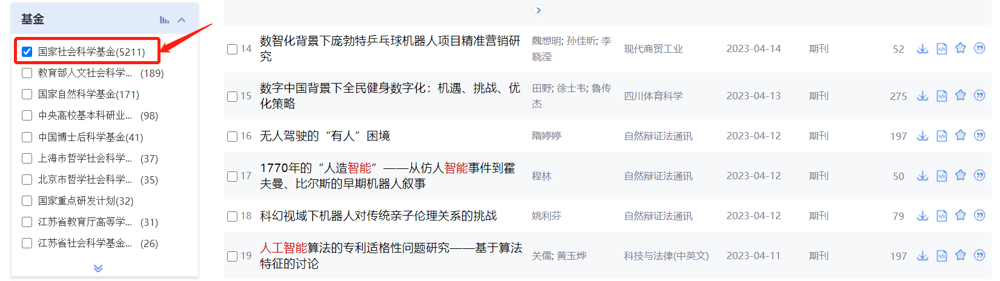 基金
国家社会科学基金(5211)
教育部人文社会科学... (189)
国家自然科学基金(171)
中央高校基本科研业... (98)
中国博士后科学基金(41)
上海市哲学社会科学... (37)
北京市哲学社会科学... (35)
国家重点研发计划(32)
江苏省教育厅高等学... (31)
江苏省社会科学基金... (26)
14 数智化背景下庞勃特乒乓球机器人项目精准营销研
究
魏想明; 孙佳昕; 李
晓滢
现代商贸工业 2023-04-14 期刊 52
15 数字中国背景下全民健身数字化：机遇、挑战、优
化策略
田野; 徐士韦; 鲁传
杰
四川体育科学 2023-04-13 期刊 275
16 无人驾驶的“有人”困境 隋婷婷 自然辩证法通讯 2023-04-12 期刊 197
17 1770年的“人造智能”——从仿人智能事件到霍
夫曼、比尔斯的早期机器人叙事
程林 自然辩证法通讯 2023-04-12 期刊 50
18 科幻视域下机器人对传统亲子伦理关系的挑战 姚利芬 自然辩证法通讯 2023-04-12 期刊 79
19 人工智能算法的专利适格性问题研究——基于算法
特征的讨论
关儒; 黄玉烨 科技与法律(中英文) 2023-04-11 期刊 197